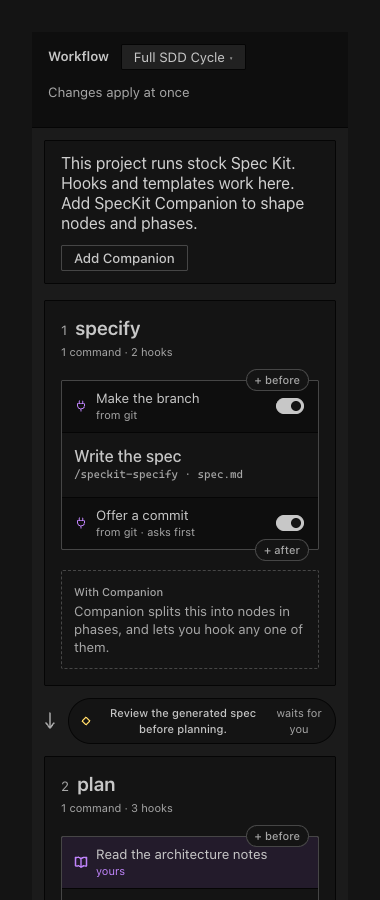 Workflow
Full SDD Cycle
Changes apply at once
This project runs stock Spec Kit.
Hooks and templates work here.
Add SpecKit Companion to shape
nodes and phases.
Add Companion
1 specify
1 command · 2 hooks
+ before
Make the branch
from git
Write the spec
/speckit-specify · spec.md
Offer a commit
from git · asks first
+ after
With Companion
Companion splits this into nodes in
phases, and lets you hook any one of
them.
Review the generated spec
before planning.
waits for
you
2 plan
1 command · 3 hooks
+ before
Read the architecture notes
yours